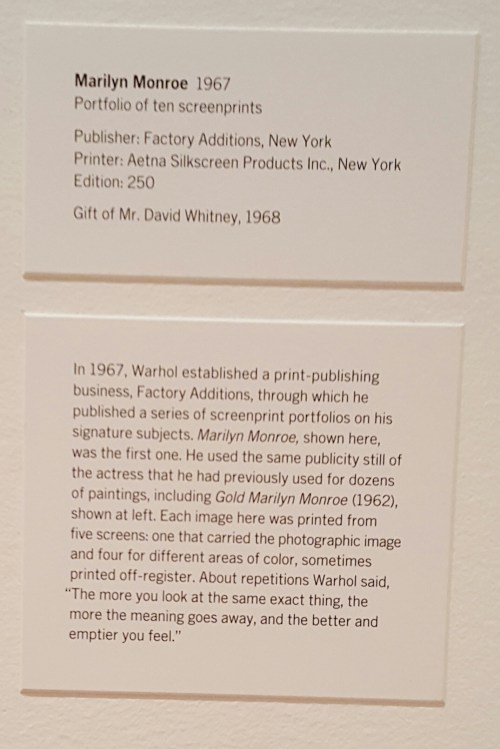 Marilyn Monroe 1967
Portfolio of ten screenprints
Publisher: Factory Additions, New York
Printer: Aetna Silkscreen Products Inc., New York
Edition: 250
Gift of Mr. David Whitney, 1968
In 1967, Warhol established a print-publishing
business, Factory Additions, through which he
published a series of screenprint portfolios on his
signature subjects. Marilyn Monroe, shown here,
was the first one. He used the same publicity still of
the actress that he had previously used for dozens
of paintings, including Gold Marilyn Monroe (1962),
shown at left. Each image here was printed from
five screens: one that carried the photographic image
and four for different areas of color, sometimes
printed off-register. About repetitions Warhol said,
“The more you look at the same exact thing, the
more the meaning goes away, and the better and
emptier you feel.”